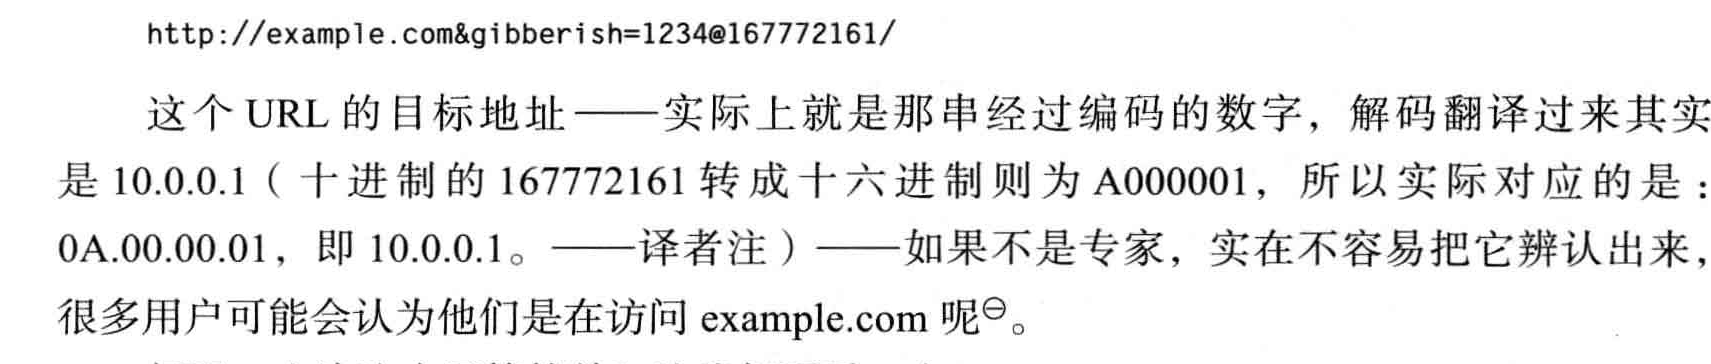 http://example.com&gibberish=1234@167772161/
这个 URL 的目标地址——实际上就是那串经过编码的数字，解码翻译过来其实
是 10.0.0.1（十进制的 167772161 转成十六进制则为 A000001，所以实际对应的是：
0A.00.00.01，即 10.0.0.1。——译者注）——如果不是专家，实在不容易把它辨认出来，
很多用户可能会认为他们是在访问 example.com 呢⊖。